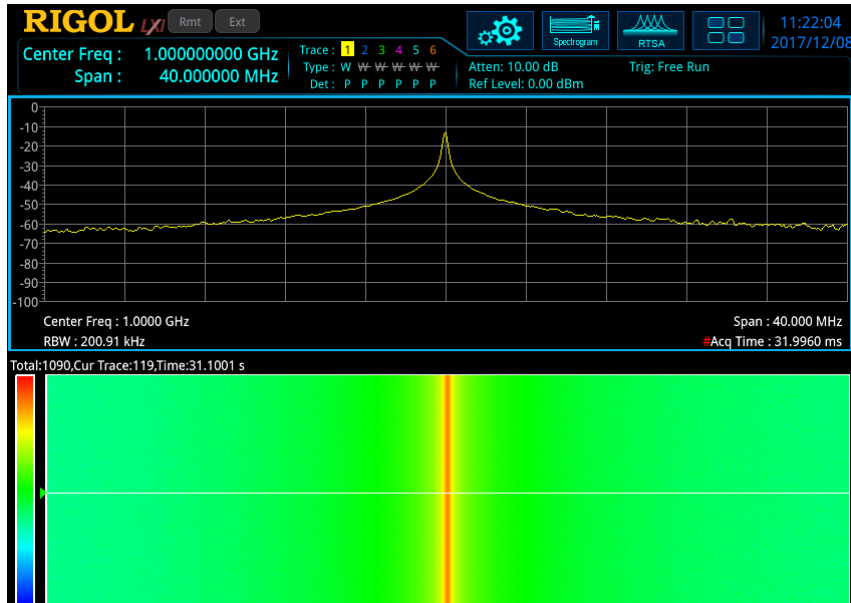 RIGOL LXI Rmt Ext
Center Freq : 1.000000000 GHz
Span : 40.000000 MHz
Trace : 1 2 3 4 5 6
Type : W W W W W W
Det : P P P P P P
Spectrogram
RTSA
11:22:04
2017/12/08
Atten: 10.00 dB Trig: Free Run
Ref Level: 0.00 dBm
0
-10
-20
-30
-40
-50
-60
-70
-80
-90
-100
Center Freq : 1.0000 GHz Span : 40.000 MHz
RBW : 200.91 kHz #Acq Time : 31.9960 ms
Total:1090,Cur Trace:119,Time:31.1001 s